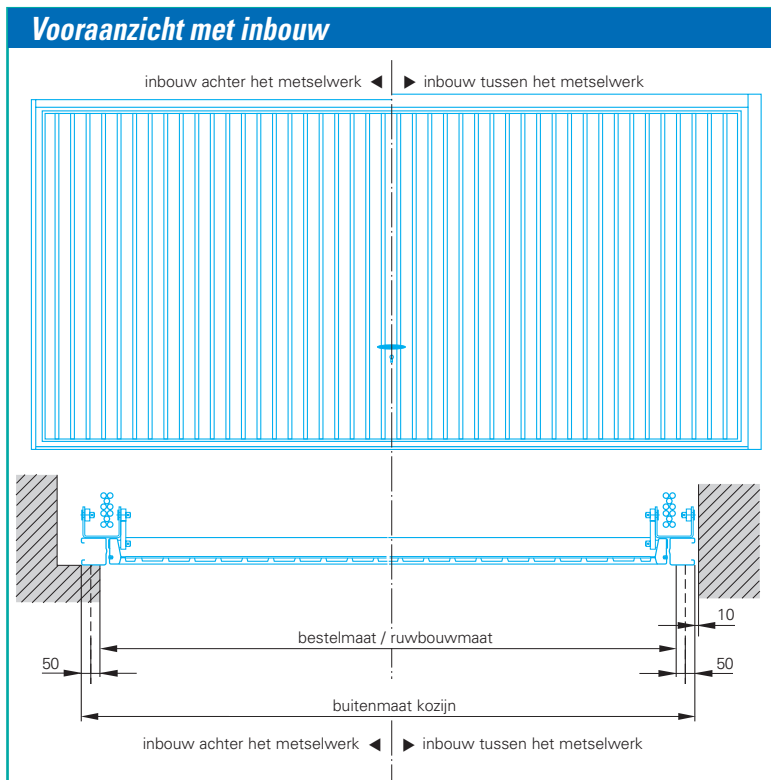 Vooraanzicht met inbouw
inbouw achter het metselwerk ◄ ► inbouw tussen het metselwerk
10
bestelmaat / ruwbouwmaat
50 50
buitenmaat kozijn
inbouw achter het metselwerk ◄ ► inbouw tussen het metselwerk